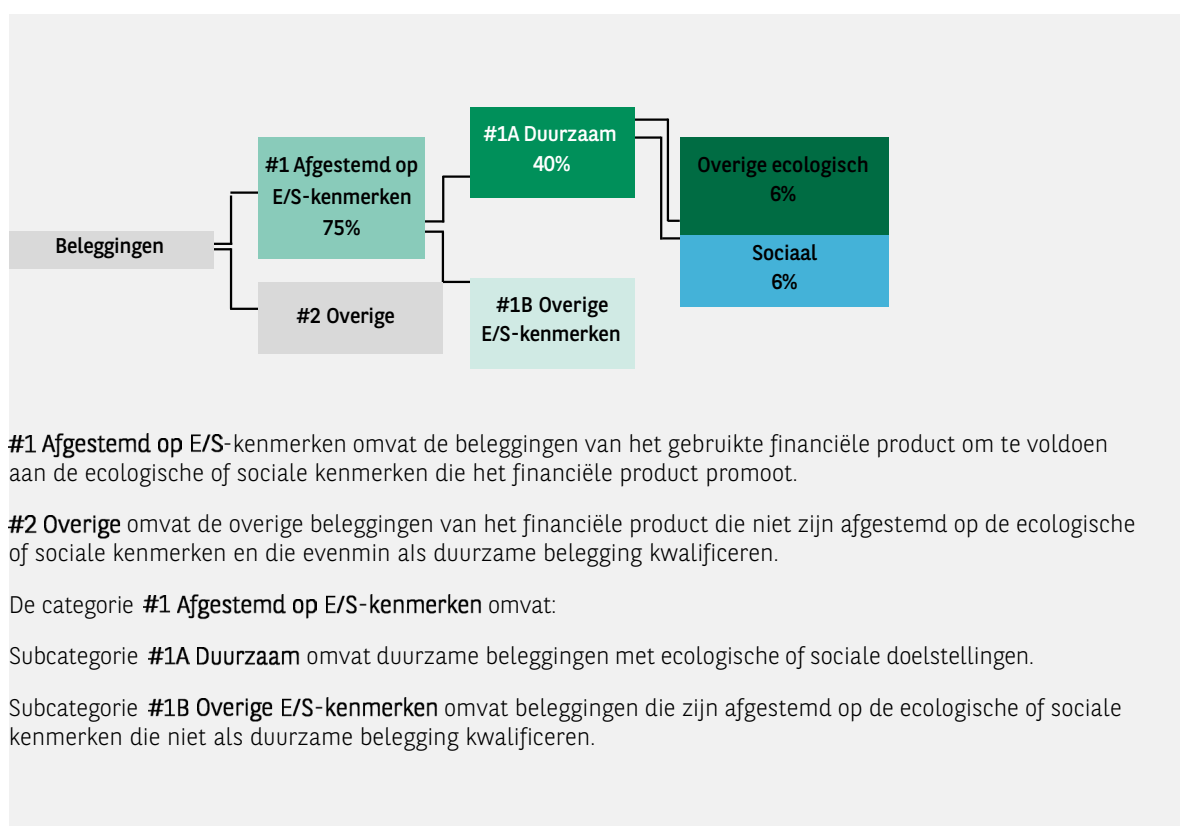 #1A Duurzaam
40%
#1 Afgestemd op
E/S-kenmerken
75%
Overige ecologisch
6%
Beleggingen
Sociaal
6%
#2 Overige
#1B Overige
E/S-kenmerken
#1 Afgestemd op E/S-kenmerken omvat de beleggingen van het gebruikte financiële product om te voldoen
aan de ecologische of sociale kenmerken die het financiële product promoot.
#2 Overige omvat de overige beleggingen van het financiële product die niet zijn afgestemd op de ecologische
of sociale kenmerken en die evenmin als duurzame belegging kwalificeren.
De categorie #1 Afgestemd op E/S-kenmerken omvat:
Subcategorie #1A Duurzaam omvat duurzame beleggingen met ecologische of sociale doelstellingen.
Subcategorie #1B Overige E/S-kenmerken omvat beleggingen die zijn afgestemd op de ecologische of sociale
kenmerken die niet als duurzame belegging kwalificeren.